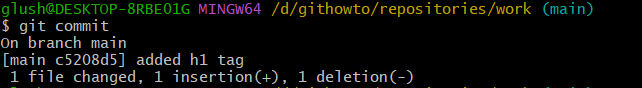 glush@DESKTOP-8RBEO1G MINGW64 /d/githowto/repositories/work (main)
$ git commit
On branch main
[main c5208d5] added h1 tag
 1 file changed, 1 insertion(+), 1 deletion(-)